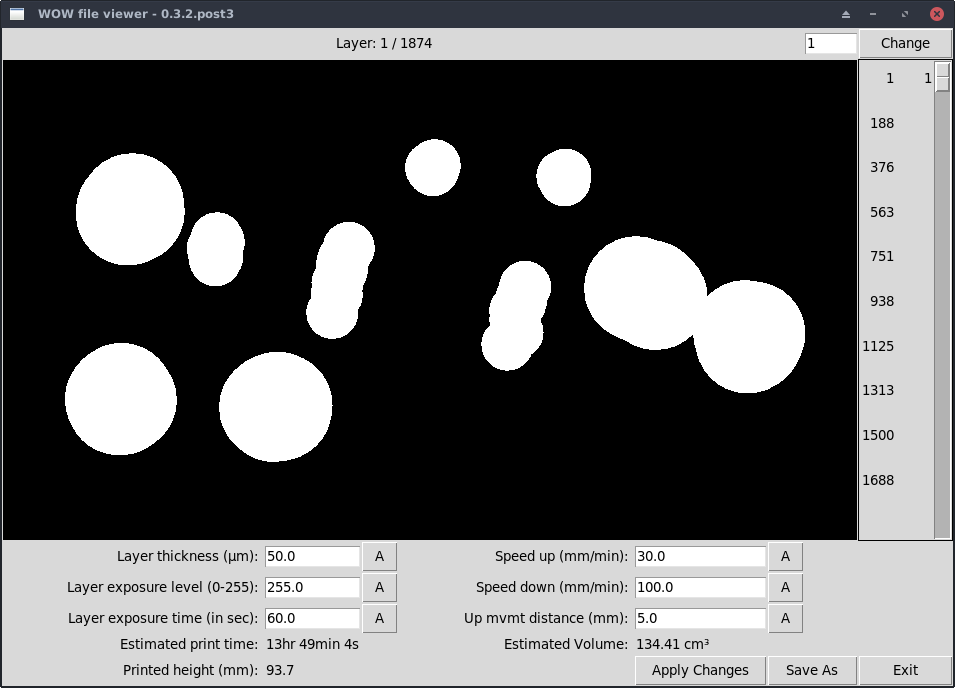 WOW file viewer - 0.3.2.post3
Layer: 1 / 1874 1 Change
1 1
188
376
563
751
938
1125
1313
1500
1688
Layer thickness (µm): 50.0 A Speed up (mm/min): 30.0 A
Layer exposure level (0-255): 255.0 A Speed down (mm/min): 100.0 A
Layer exposure time (in sec): 60.0 A Up mvmt distance (mm): 5.0 A
Estimated print time: 13hr 49min 4s Estimated Volume: 134.41 cm³
Printed height (mm): 93.7 Apply Changes Save As Exit